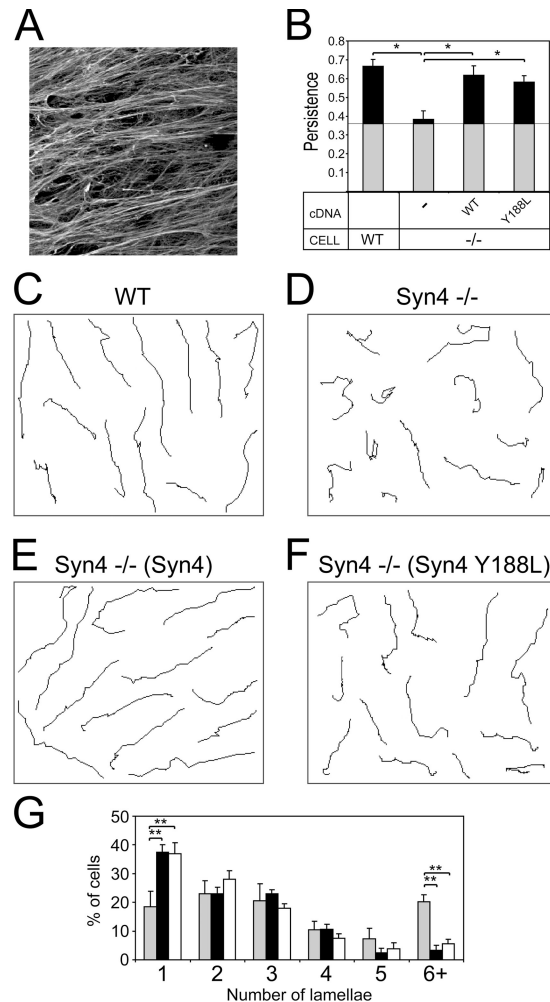 A
B
* * *
Persistence
0.8
0.7
0.6
0.5
0.4
0.3
0.2
0.1
cDNA - WT Y188L
CELL WT -/-
C WT
D Syn4 -/-
E Syn4 -/- (Syn4)
F Syn4 -/- (Syn4 Y188L)
G
% of cells
50
40
30
20
10
0
** **
** **
1 2 3 4 5 6+
Number of lamellae